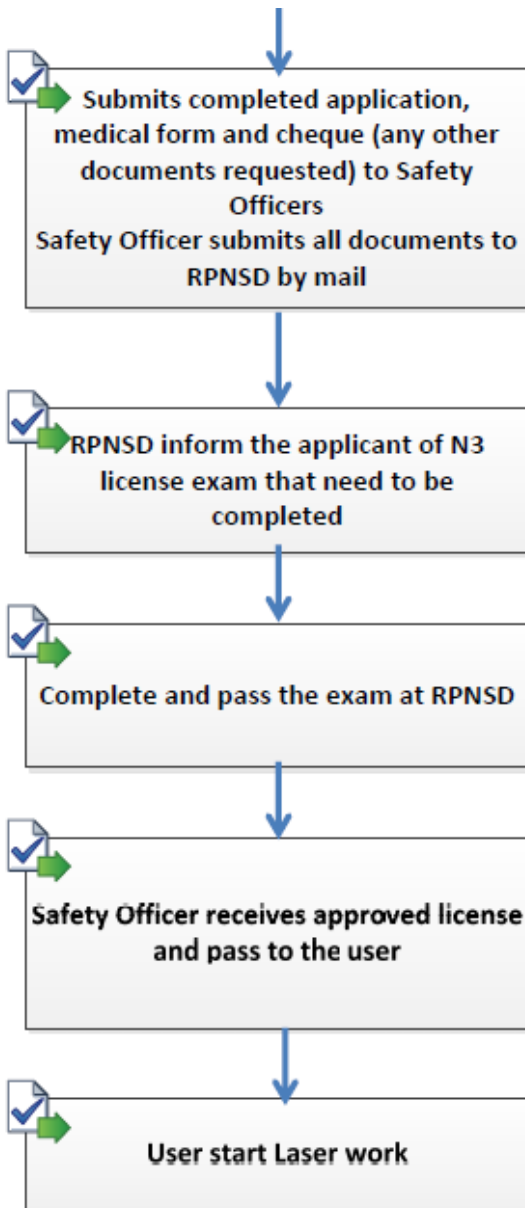 Submits completed application,
medical form and cheque (any other
documents requested) to Safety
Officers
Safety Officer submits all documents to
RPNSD by mail
RPNSD inform the applicant of N3
license exam that need to be
completed
Complete and pass the exam at RPNSD
Safety Officer receives approved license
and pass to the user
User start Laser work